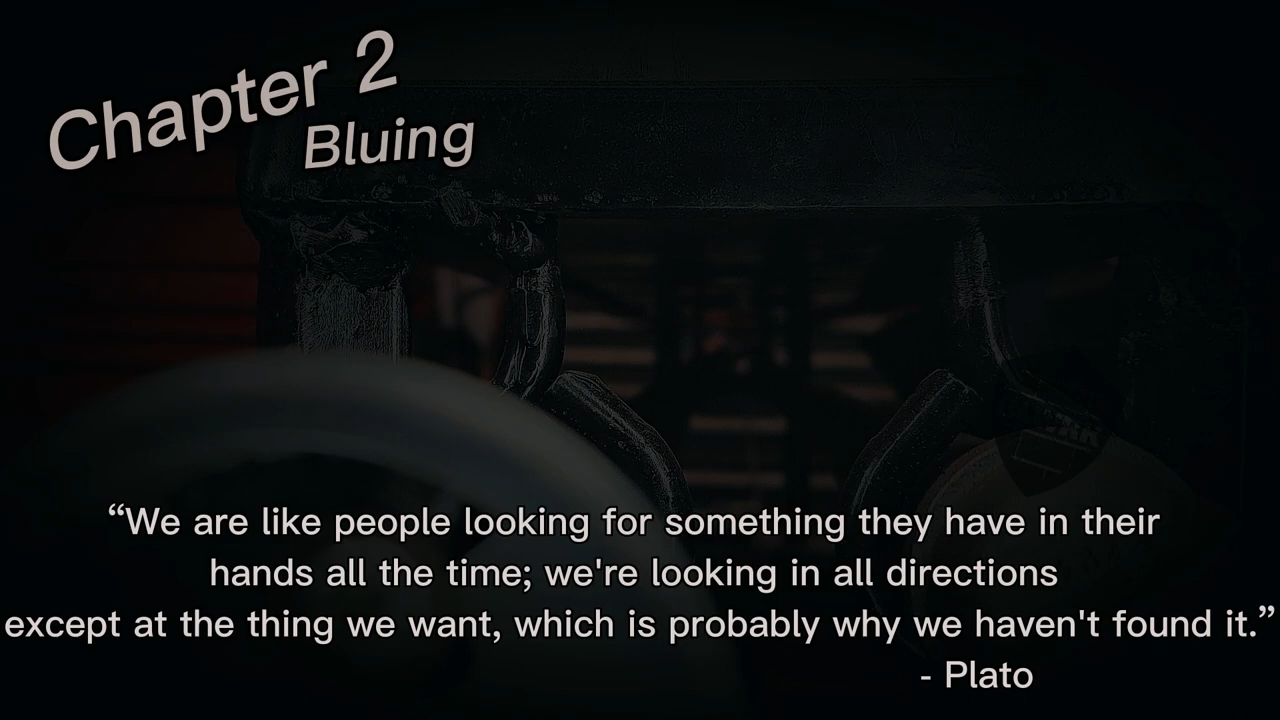 Chapter 2
Bluing
“We are like people looking for something they have in their
hands all the time; we're looking in all directions
except at the thing we want, which is probably why we haven't found it.”
- Plato